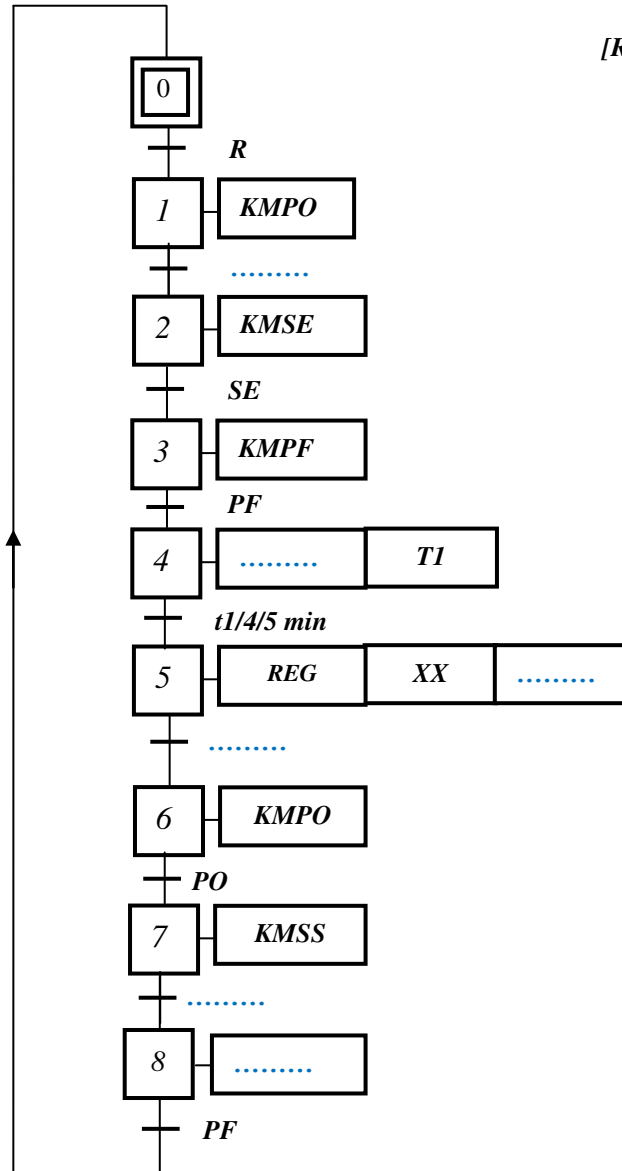 [R
0
R
1 KMPO
.........
2 KMSE
SE
3 KMPF
PF
4 ......... T1
t1/4/5 min
5 REG XX .........
.........
6 KMPO
PO
7 KMSS
.........
8 .........
PF